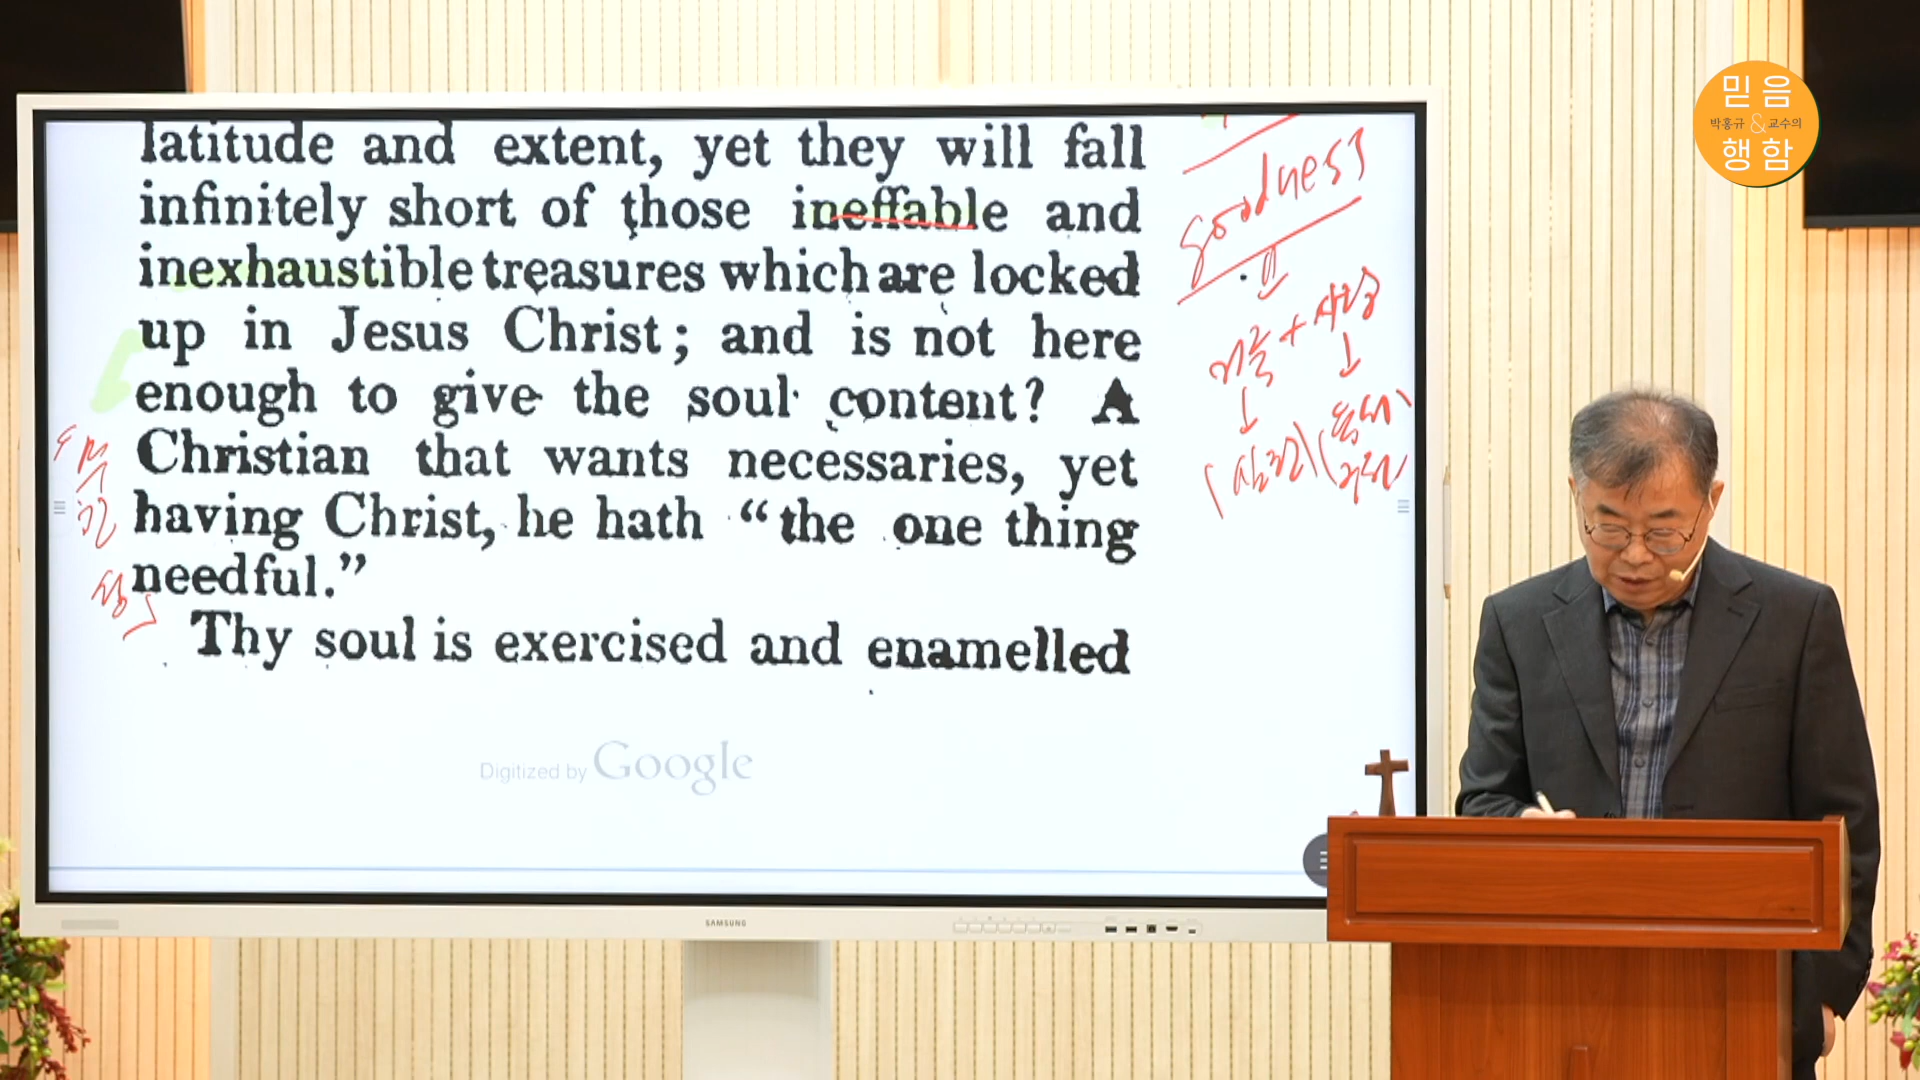 latitude and extent, yet they will fall
infinitely short of those ineffable and
inexhaustible treasures which are locked
up in Jesus Christ; and is not here
enough to give the soul content? A
Christian that wants necessaries, yet
having Christ, he hath “the one thing
needful.”
Thy soul is exercised and enamelled
Digitized by Google
goodness
SAMSUNG
믿음
박홍규 & 교수의
행함